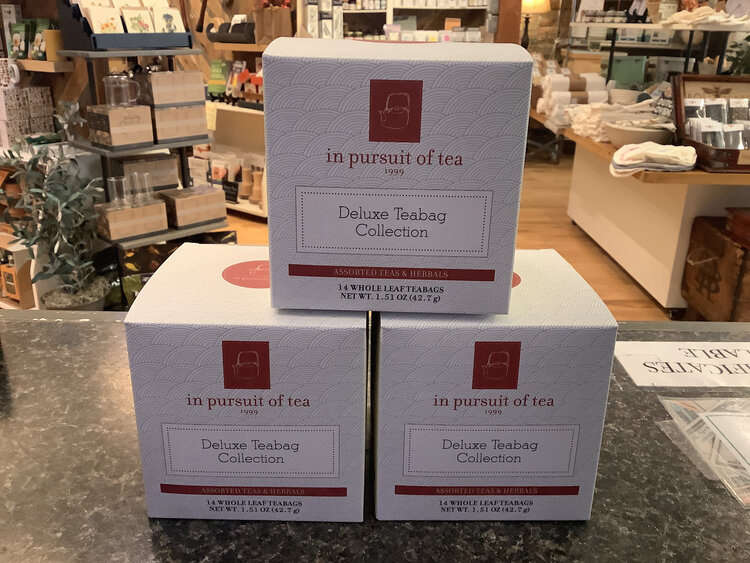 in pursuit of tea
1999
Deluxe Teabag
Collection
ASSORTED TEAS & HERBALS
14 WHOLE LEAF TEABAGS
NET WT. 1.51 OZ (42.7 g)
in pursuit of tea
1999
Deluxe Teabag
Collection
ASSORTED TEAS & HERBALS
14 WHOLE LEAF TEABAGS
NET WT. 1.51 OZ (42.7 g)
in pursuit of tea
1999
Deluxe Teabag
Collection
ASSORTED TEAS & HERBALS
14 WHOLE LEAF TEABAGS
NET WT. 1.51 OZ (42.7 g)